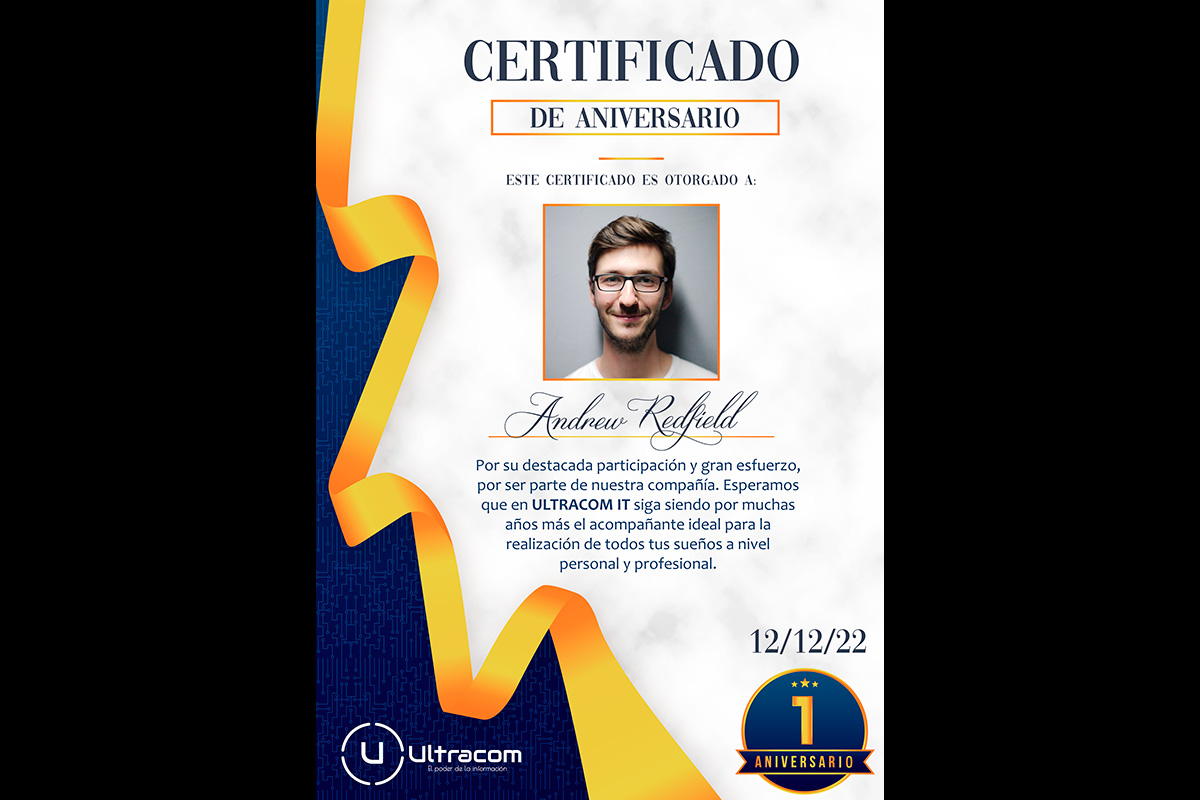 CERTIFICADO
DE ANIVERSARIO
ESTE CERTIFICADO ES OTORGADO A:
Andrew Redfield
Por su destacada participación y gran esfuerzo,
por ser parte de nuestra compañía. Esperamos
que en ULTRACOM IT siga siendo por muchas
años más el acompañante ideal para la
realización de todos tus sueños a nivel
personal y profesional.
12/12/22
1
ANIVERSARIO
U Ultracom
El poder de la información